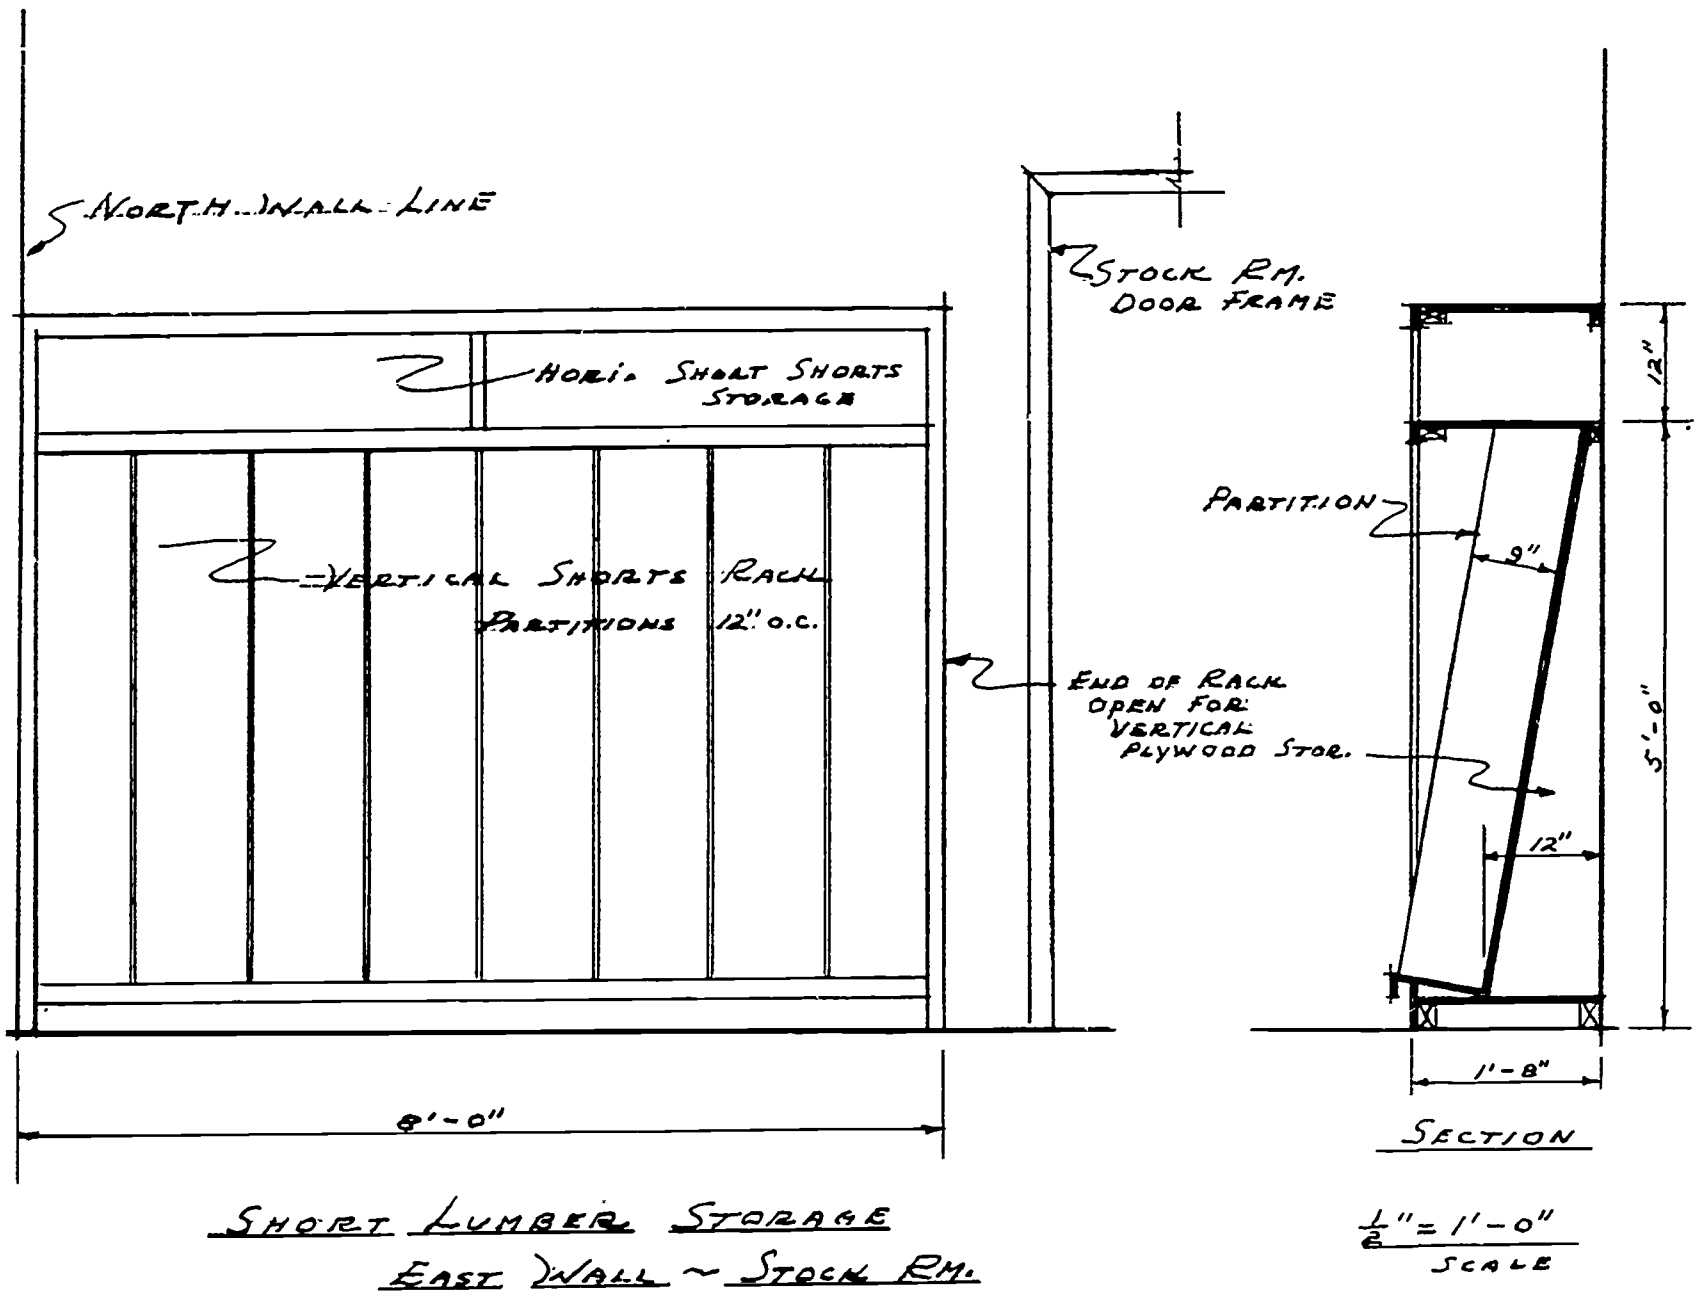 NORTH WALL LINE
STOCK RM.
DOOR FRAME
HORI. SHORT SHORTS
STORAGE
12"
PARTITION
9"
VERTICAL SHORTS RACK
PARTITIONS 12" O.C.
END OF RACK
OPEN FOR
VERTICAL
PLYWOOD STOR.
5'-0"
12"
1'-8"
8'-0"
SECTION
SHORT LUMBER STORAGE
EAST WALL ~ STOCK RM.
1/2" = 1'-0"
SCALE